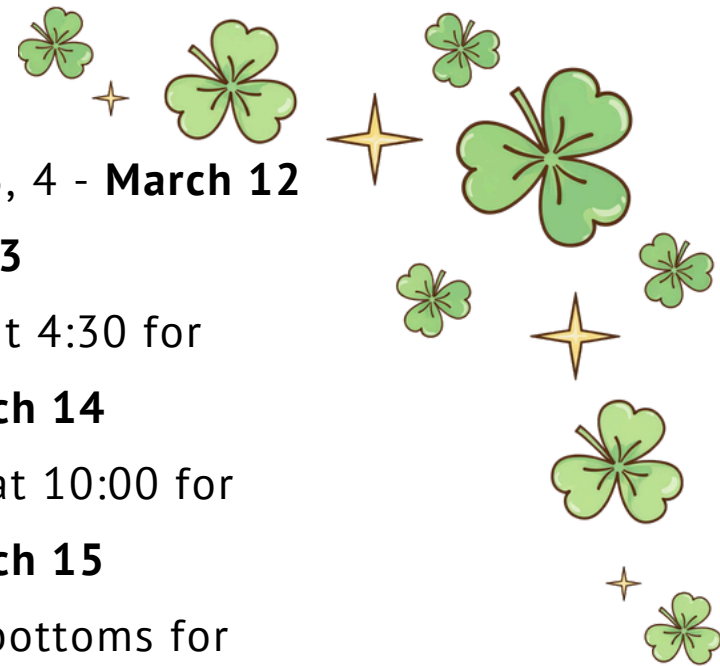 , 4 - March 12
3
t 4:30 for
ch 14
at 10:00 for
ch 15
bottoms for